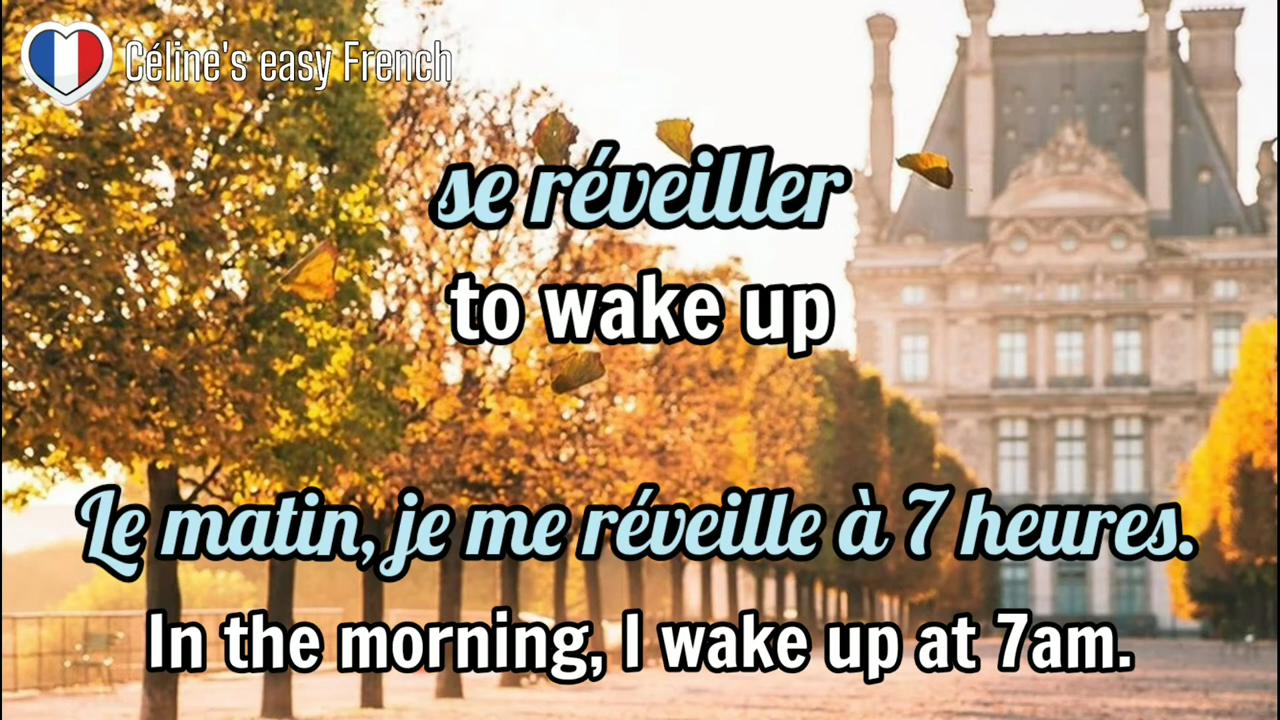 Céline's easy French
se réveiller
to wake up
Le matin, je me réveille à 7 heures.
In the morning, I wake up at 7am.